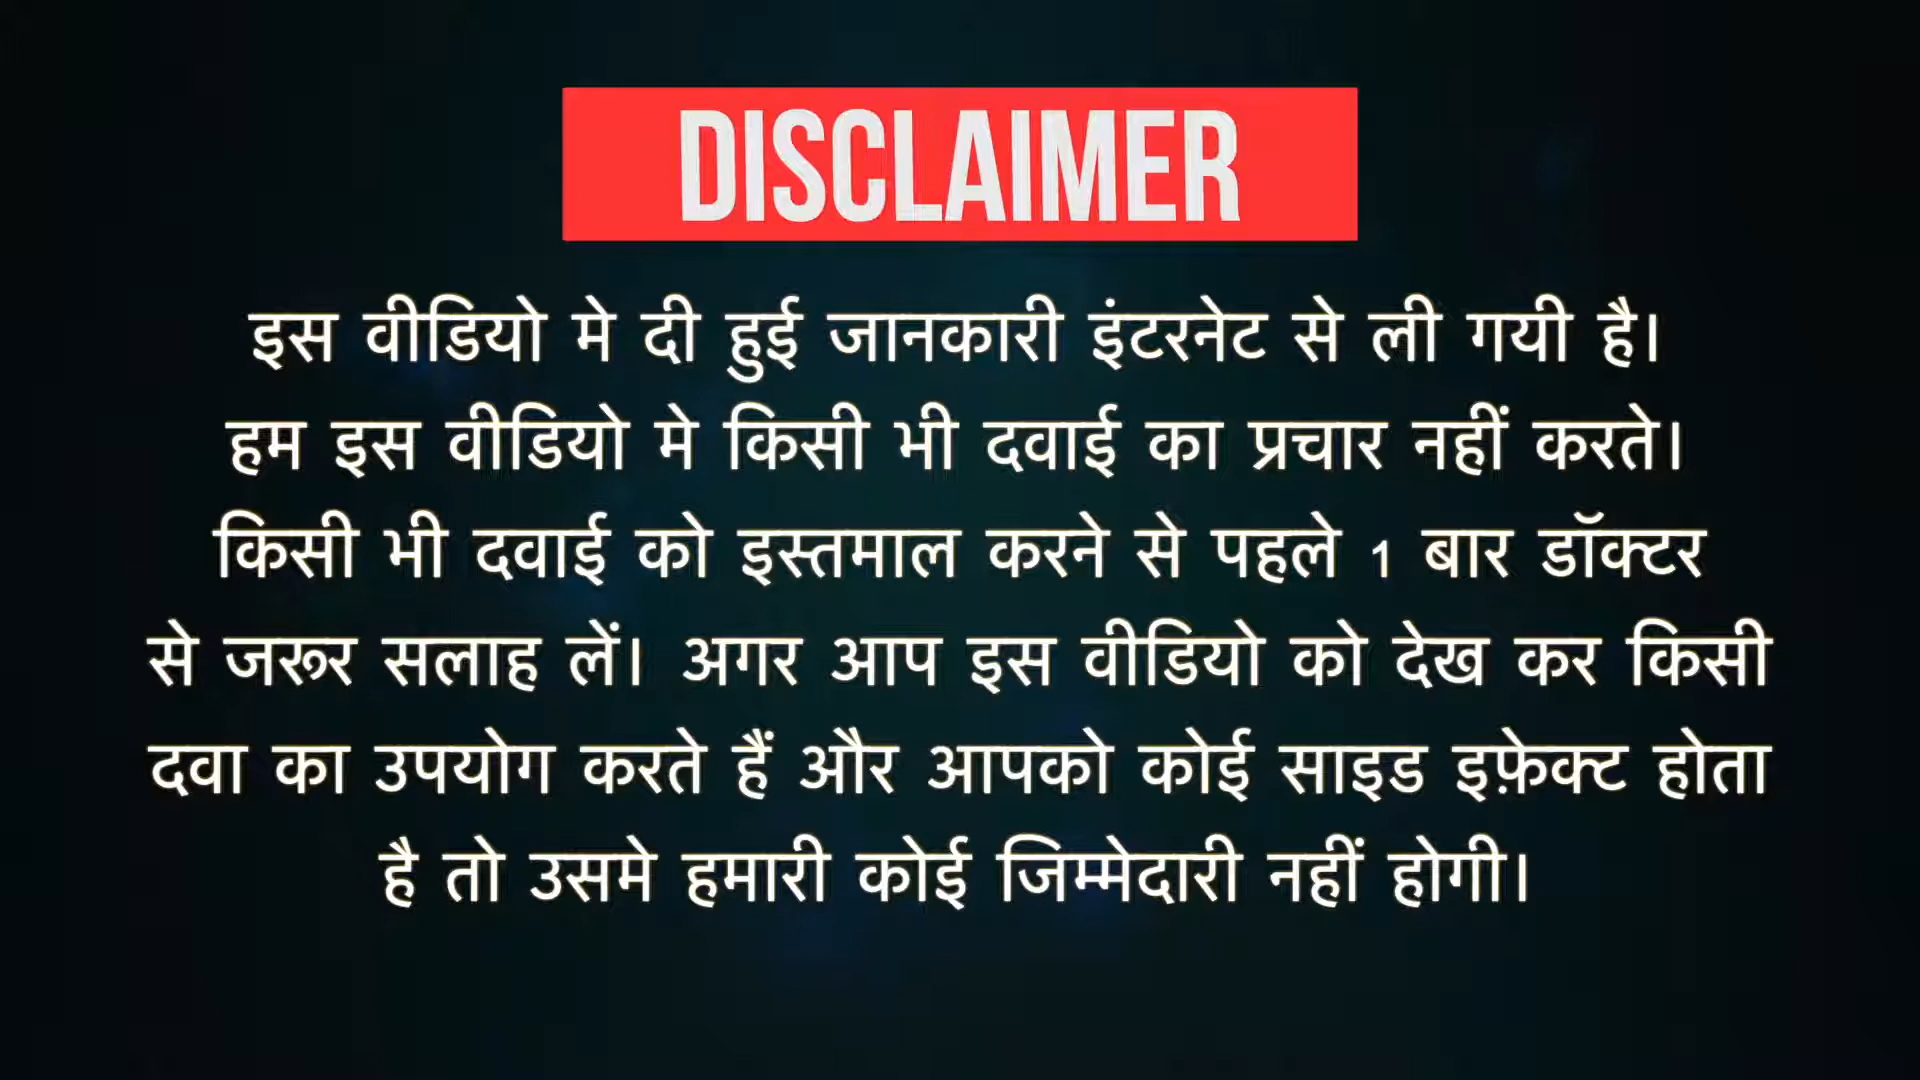 DISCLAIMER
इस वीडियो मे दी हुई जानकारी इंटरनेट से ली गयी है।
हम इस वीडियो मे किसी भी दवाई का प्रचार नहीं करते।
किसी भी दवाई को इस्तमाल करने से पहले 1 बार डॉक्टर
से जरूर सलाह लें। अगर आप इस वीडियो को देख कर किसी
दवा का उपयोग करते हैं और आपको कोई साइड इफ़ेक्ट होता
है तो उसमे हमारी कोई जिम्मेदारी नहीं होगी।